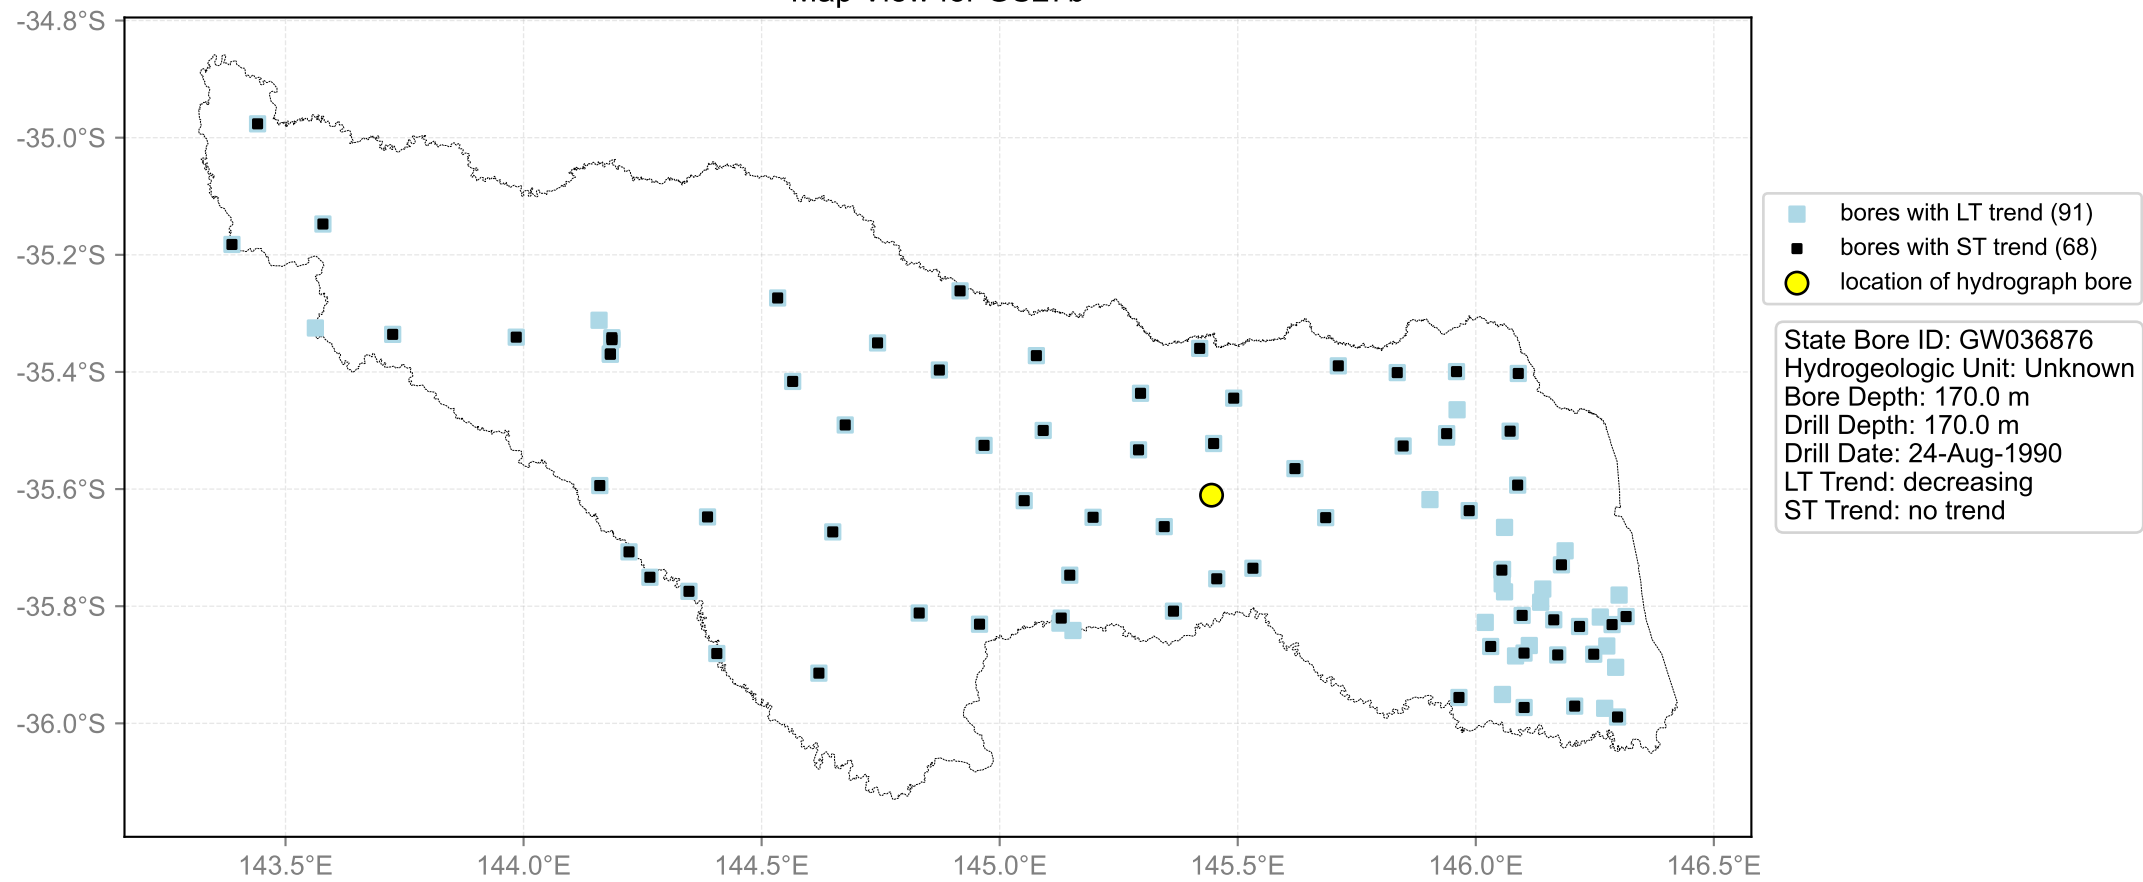 -34.8°S
-35.0°S
-35.2°S
-35.4°S
-35.6°S
-35.8°S
-36.0°S
143.5°E
144.0°E
144.5°E
145.0°E
145.5°E
146.0°E
146.5°E
bores with LT trend (91)
bores with ST trend (68)
location of hydrograph bore
State Bore ID: GW036876
Hydrogeologic Unit: Unknown
Bore Depth: 170.0 m
Drill Depth: 170.0 m
Drill Date: 24-Aug-1990
LT Trend: decreasing
ST Trend: no trend